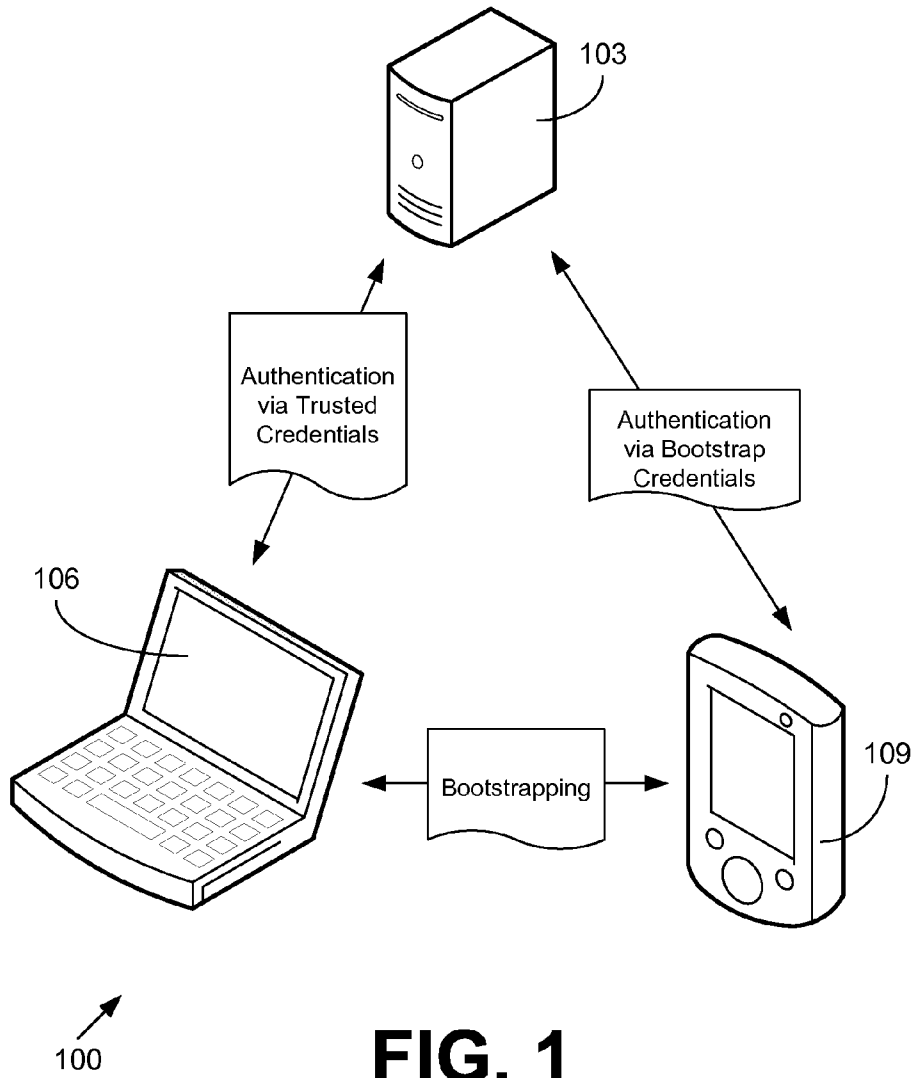 103
Authentication
via Trusted
Credentials
Authentication
via Bootstrap
Credentials
106
Bootstrapping
109
100
FIG. 1